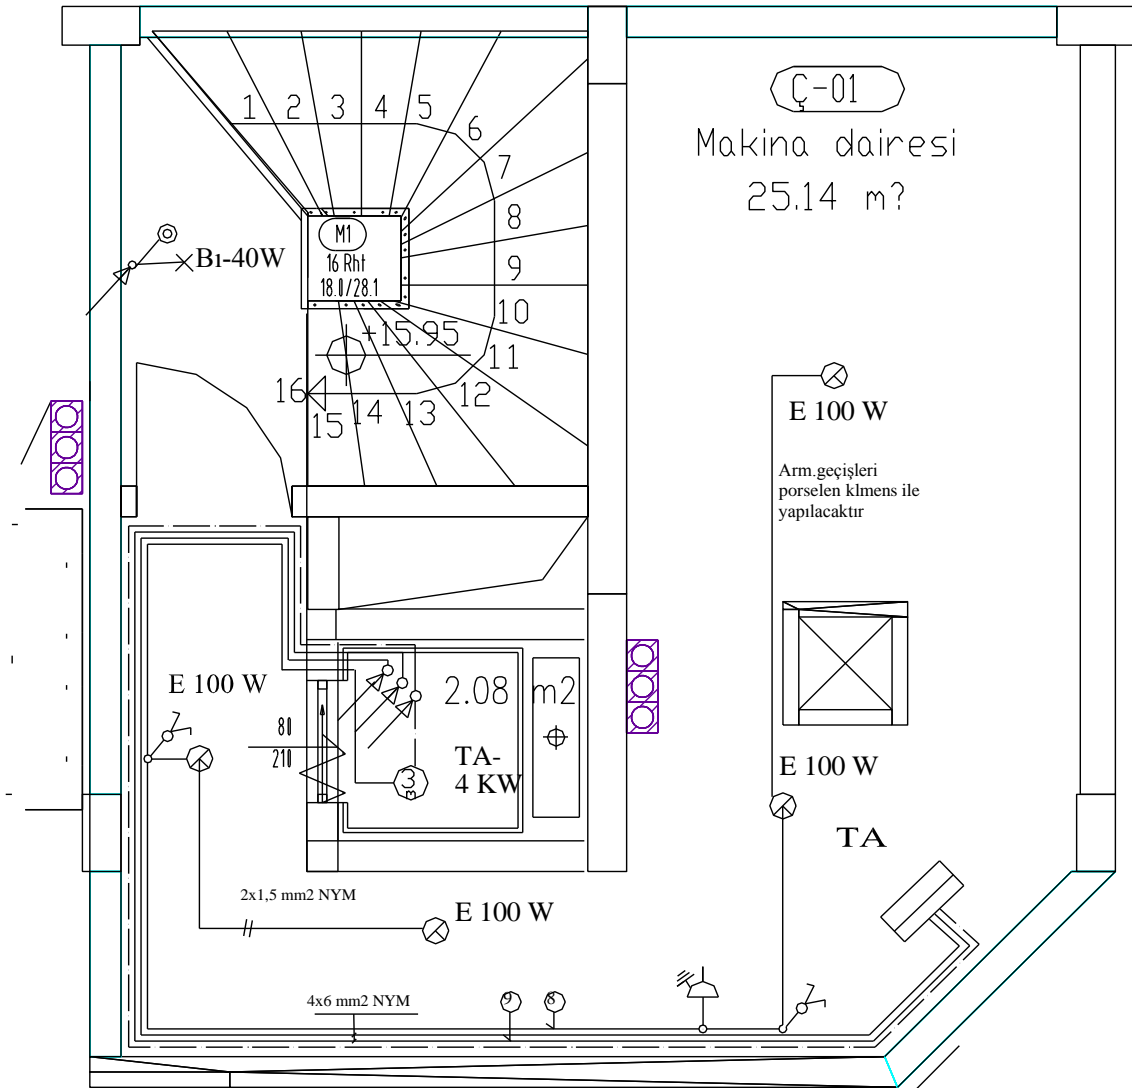 Ç-01
Makina dairesi
25.14 m?
1
2
3
4
5
6
7
8
9
10
11
12
13
14
15
16
M1
16 Rht
18.0/28.1
+15.95
Bı-40W
E 100 W
Arm.geçişleri
porselen klmens ile
yapılacaktır
E 100 W
2.08 m2
80
210
TA-
4 KW
3
m
E 100 W
TA
2x1,5 mm2 NYM
E 100 W
4x6 mm2 NYM
9
8